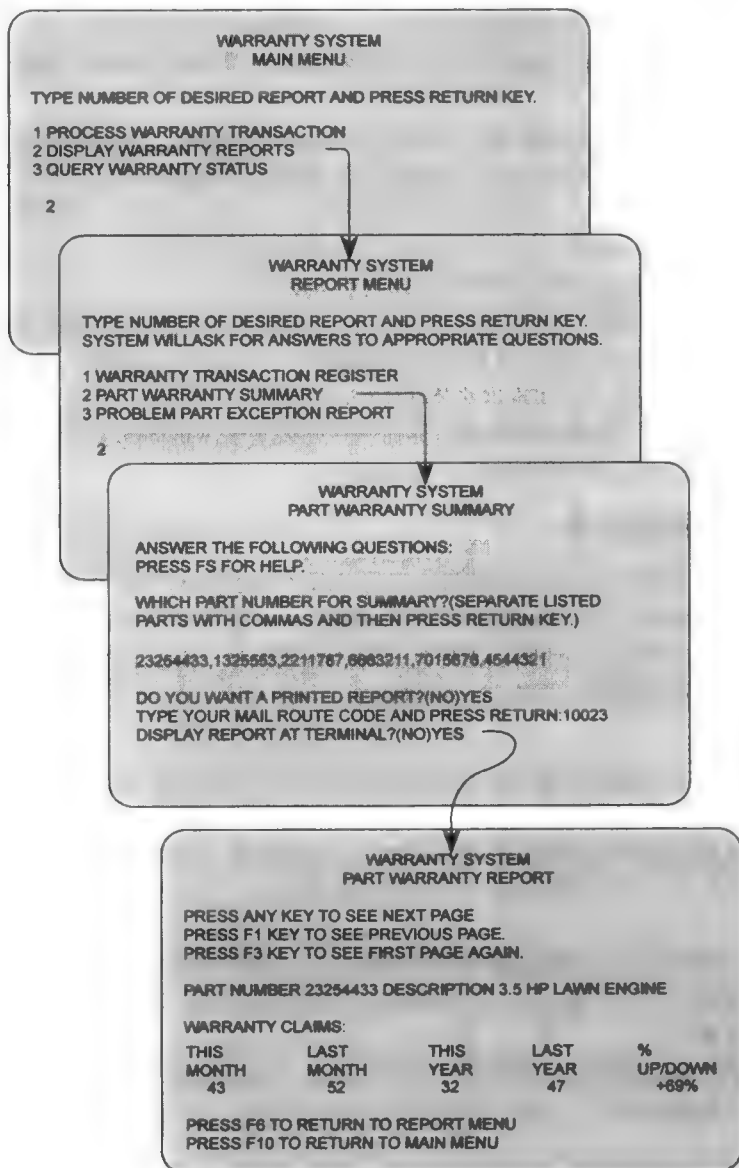 WARRANTY SYSTEM
MAIN MENU
TYPE NUMBER OF DESIRED REPORT AND PRESS RETURN KEY.
1 PROCESS WARRANTY TRANSACTION
2 DISPLAY WARRANTY REPORTS
3 QUERY WARRANTY STATUS
2
WARRANTY SYSTEM
REPORT MENU
TYPE NUMBER OF DESIRED REPORT AND PRESS RETURN KEY.
SYSTEM WILLASK FOR ANSWERS TO APPROPRIATE QUESTIONS.
1 WARRANTY TRANSACTION REGISTER
2 PART WARRANTY SUMMARY
3 PROBLEM PART EXCEPTION REPORT
2
WARRANTY SYSTEM
PART WARRANTY SUMMARY
ANSWER THE FOLLOWING QUESTIONS:
PRESS FS FOR HELP.
WHICH PART NUMBER FOR SUMMARY?(SEPARATE LISTED
PARTS WITH COMMAS AND THEN PRESS RETURN KEY.)
23254433,1325553,2211787,6663211,7015676,4544321
DO YOU WANT A PRINTED REPORT?(NO)YES
TYPE YOUR MAIL ROUTE CODE AND PRESS RETURN:10023
DISPLAY REPORT AT TERMINAL?(NO)YES
WARRANTY SYSTEM
PART WARRANTY REPORT
PRESS ANY KEY TO SEE NEXT PAGE
PRESS F1 KEY TO SEE PREVIOUS PAGE.
PRESS F3 KEY TO SEE FIRST PAGE AGAIN.
PART NUMBER 23254433 DESCRIPTION 3.5 HP LAWN ENGINE
WARRANTY CLAIMS:
THIS LAST THIS LAST %
MONTH MONTH YEAR YEAR UP/DOWN
43 52 32 47 +69%
PRESS F6 TO RETURN TO REPORT MENU
PRESS F10 TO RETURN TO MAIN MENU